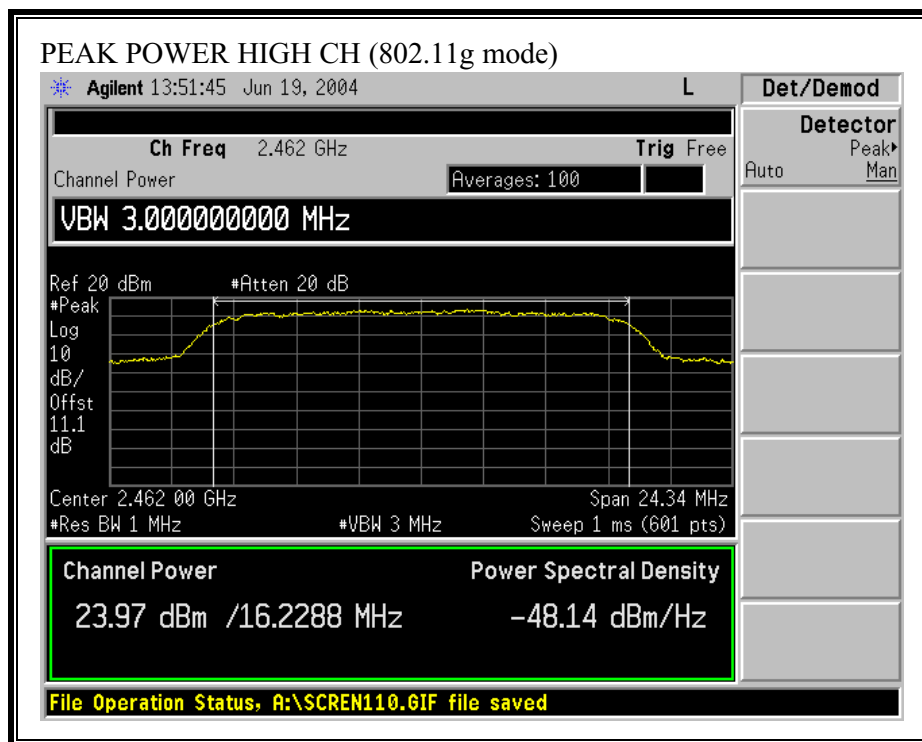 PEAK POWER HIGH CH (802.11g mode)
Agilent 13:51:45 Jun 19, 2004 L Det/Demod
Detector
Peak
Auto Man
Ch Freq 2.462 GHz Trig Free
Channel Power Averages: 100
VBW 3.000000000 MHz
Ref 20 dBm #Atten 20 dB
#Peak
Log
10
dB/
Offst
11.1
dB
Center 2.462 00 GHz Span 24.34 MHz
#Res BW 1 MHz #VBW 3 MHz Sweep 1 ms (601 pts)
Channel Power Power Spectral Density
23.97 dBm /16.2288 MHz -48.14 dBm/Hz
File Operation Status, A:\SCREN110.GIF file saved